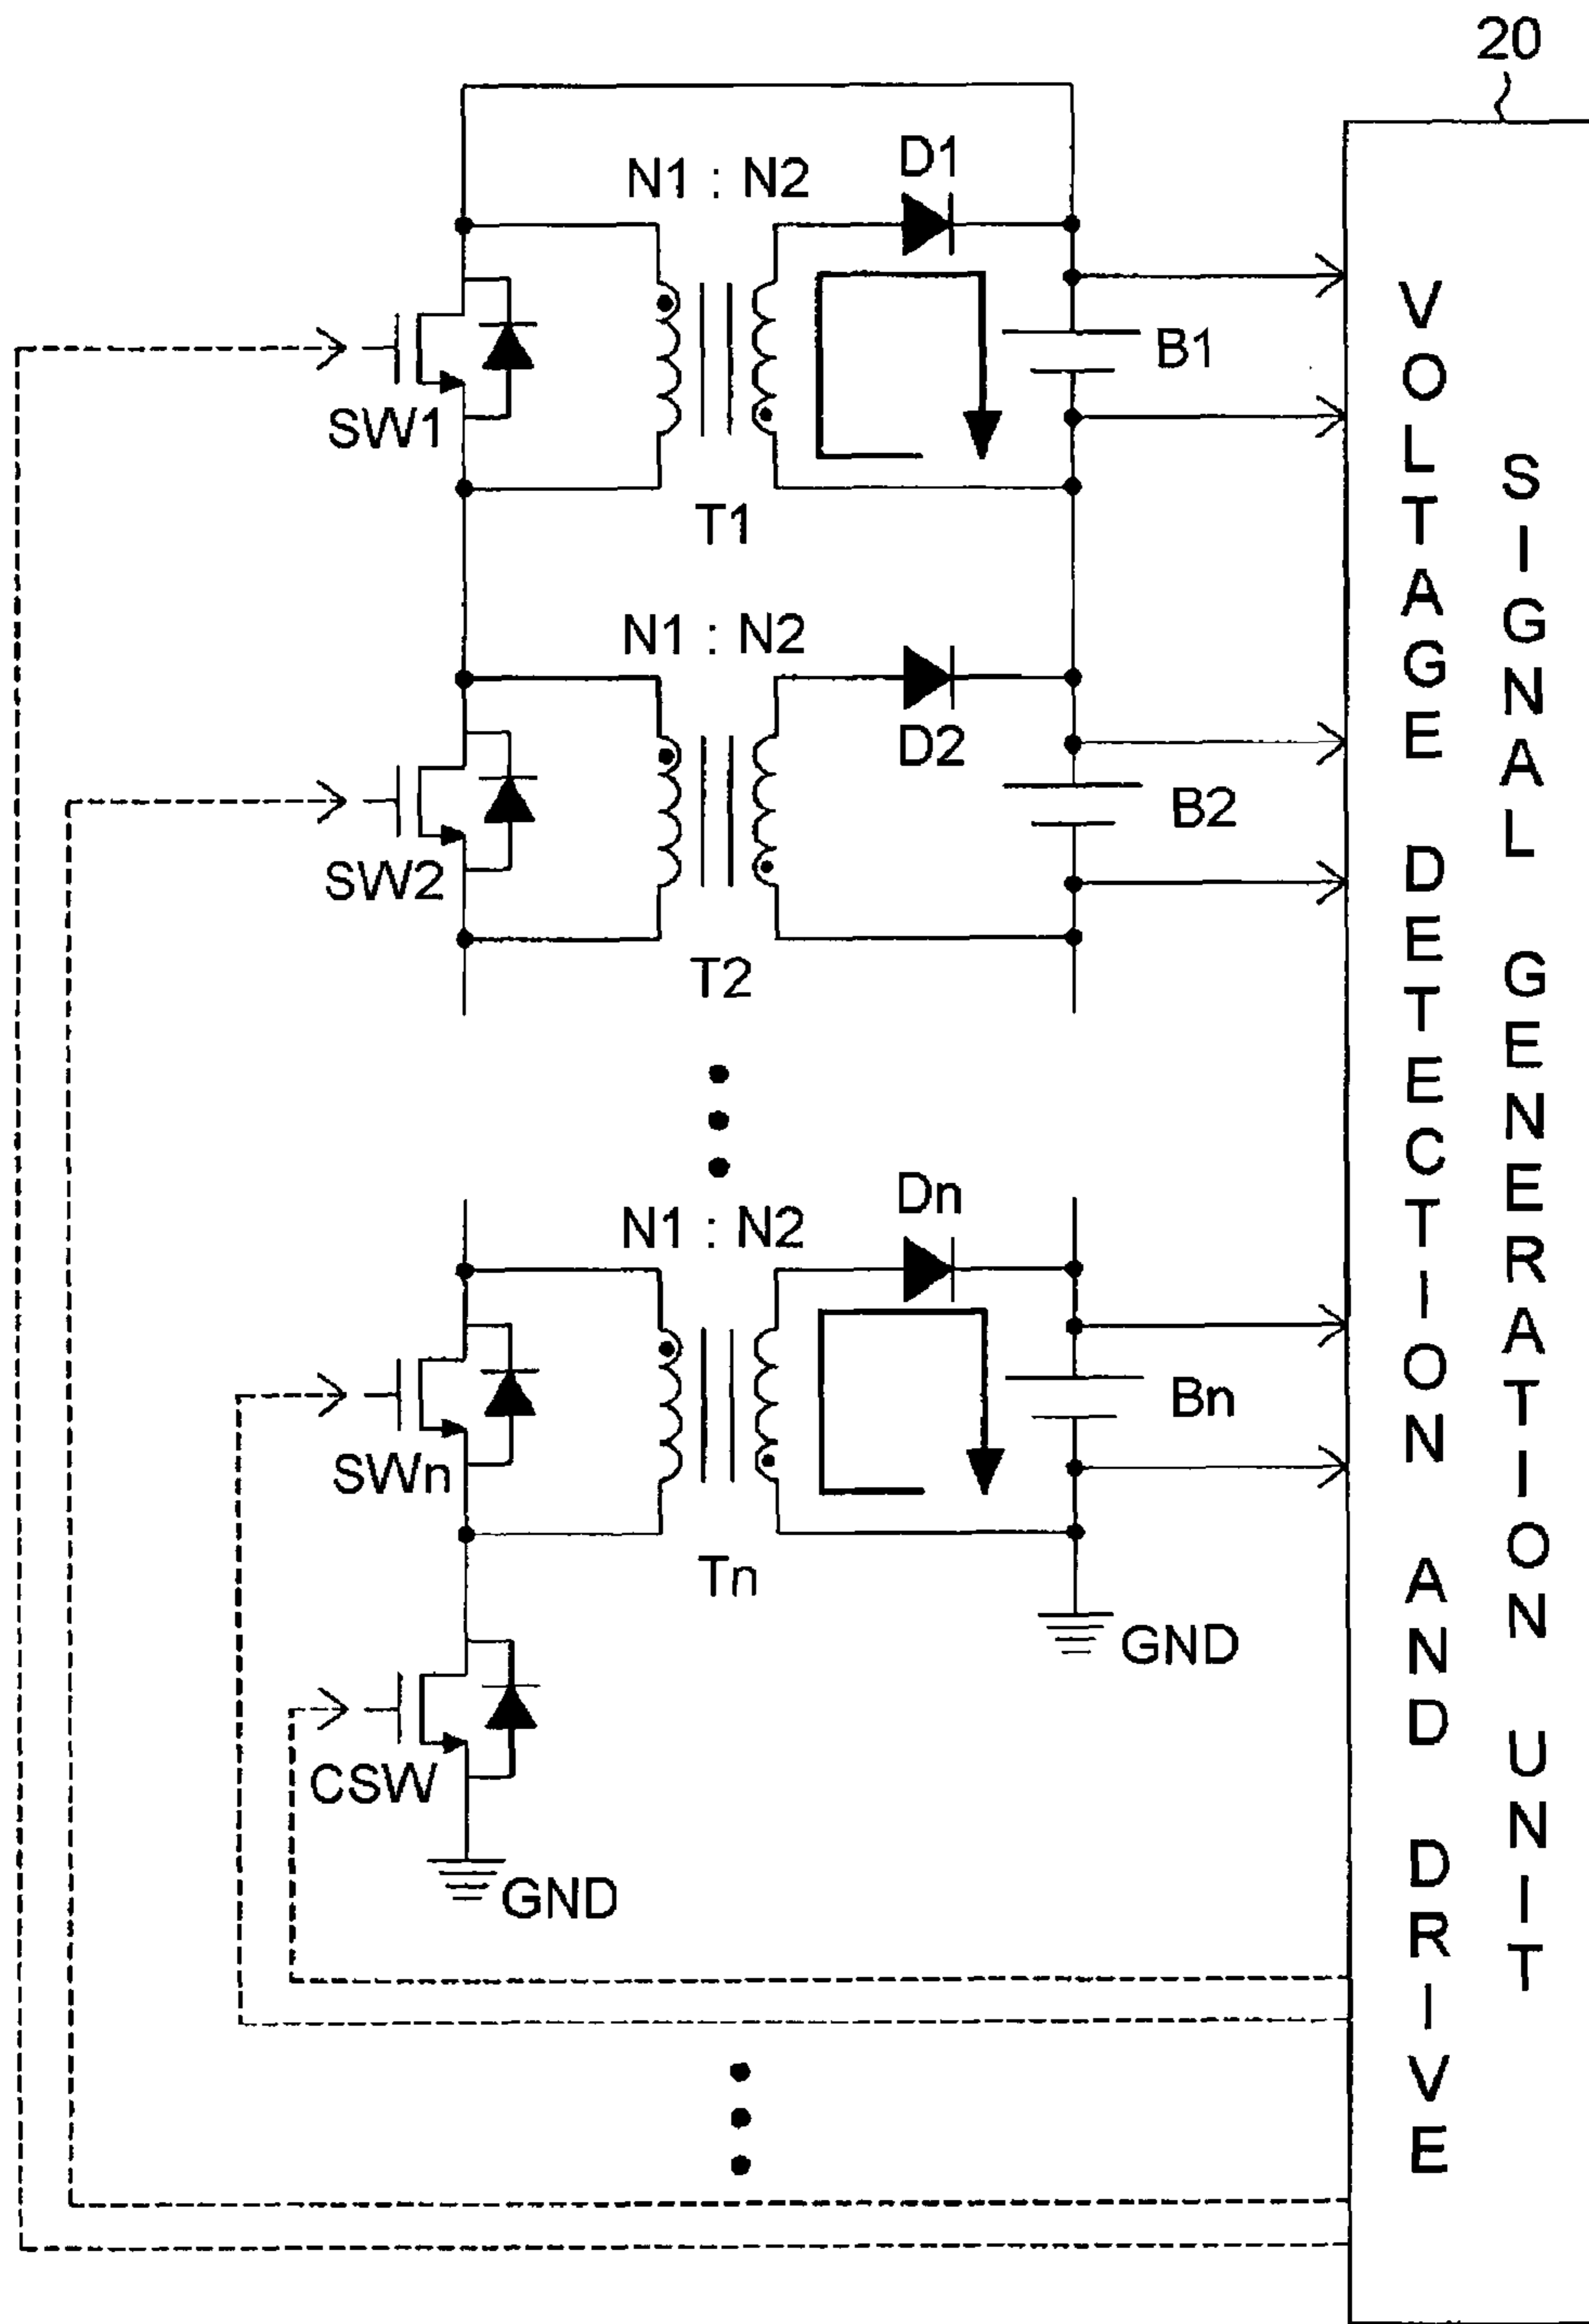 20
N1 : N2
D1
B1
SW1
T1
N1 : N2
D2
B2
SW2
T2
N1 : N2
Dn
Bn
SWn
Tn
GND
CSW
GND
VOLTAGE DETECTION AND DRIVE
SIGNAL GENERATION UNIT